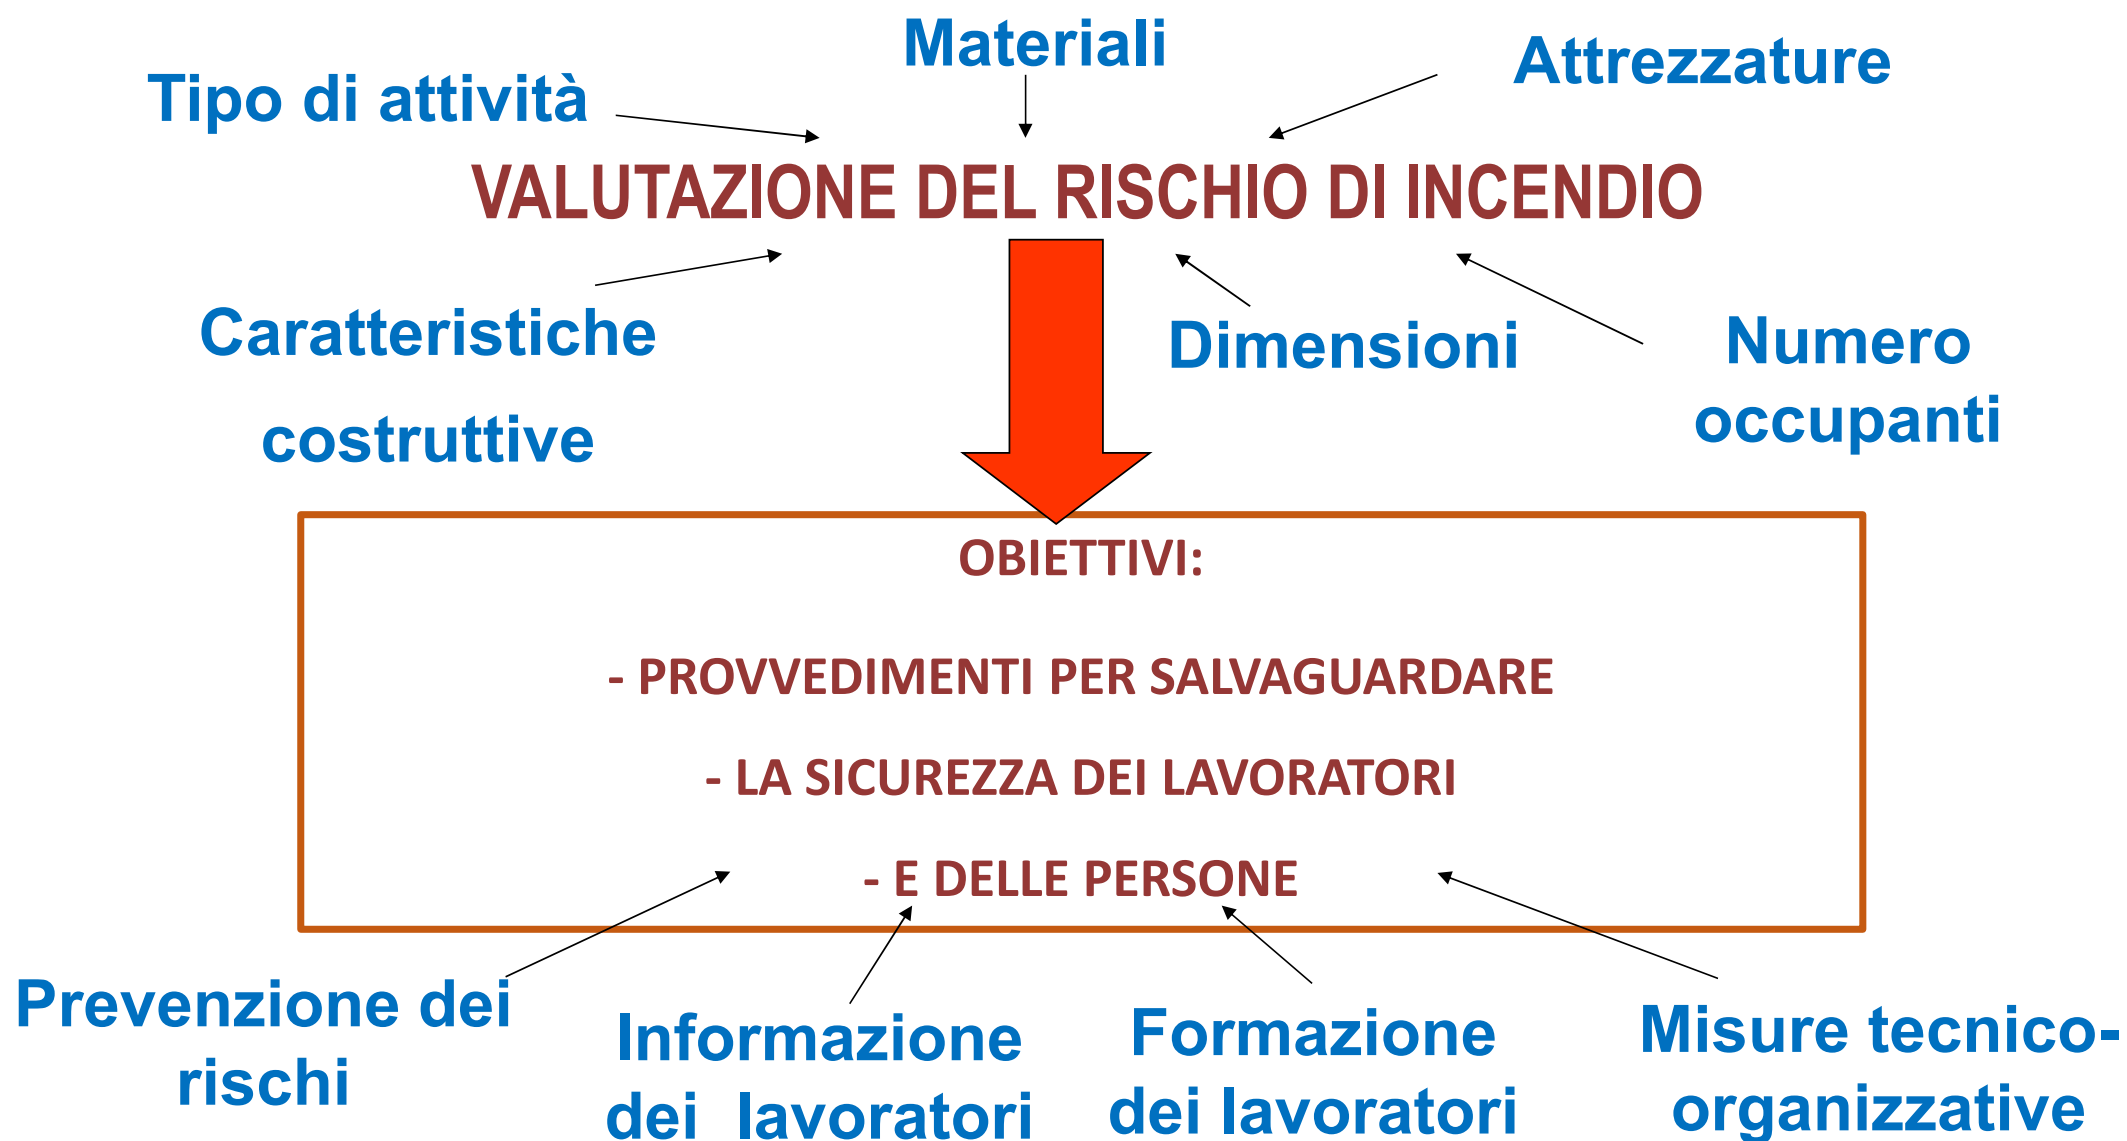 Materiali
Attrezzature
Tipo di attività
VALUTAZIONE DEL RISCHIO DI INCENDIO
Caratteristiche
costruttive
Dimensioni
Numero
occupanti
OBIETTIVI:
- PROVVEDIMENTI PER SALVAGUARDARE
- LA SICUREZZA DEI LAVORATORI
- E DELLE PERSONE
Prevenzione dei
rischi
Informazione
dei lavoratori
Formazione
dei lavoratori
Misure tecnico-
organizzative